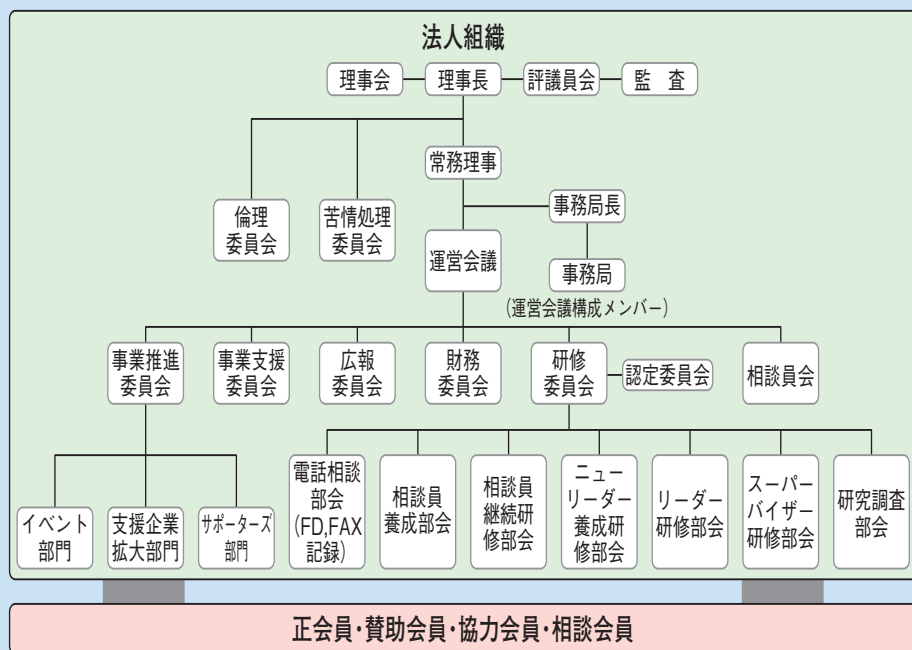 法人組織
理事会
理事長
評議員会
監　査
常務理事
事務局長
倫理
委員会
苦情処理
委員会
運営会議
事務局
(運営会議構成メンバー)
事業推進
委員会
事業支援
委員会
広報
委員会
財務
委員会
研修
委員会
認定委員会
相談員会
イベント
部門
支援企業
拡大部門
サポーターズ
部門
電話相談
部会
(FD,FAX
記録)
相談員
養成部会
相談員
継続研
修部会
ニュー
リーダー
養成研
修部会
リーダー
研修部会
スーパー
バイザー
研修部会
研究調査
部会
正会員・賛助会員・協力会員・相談会員